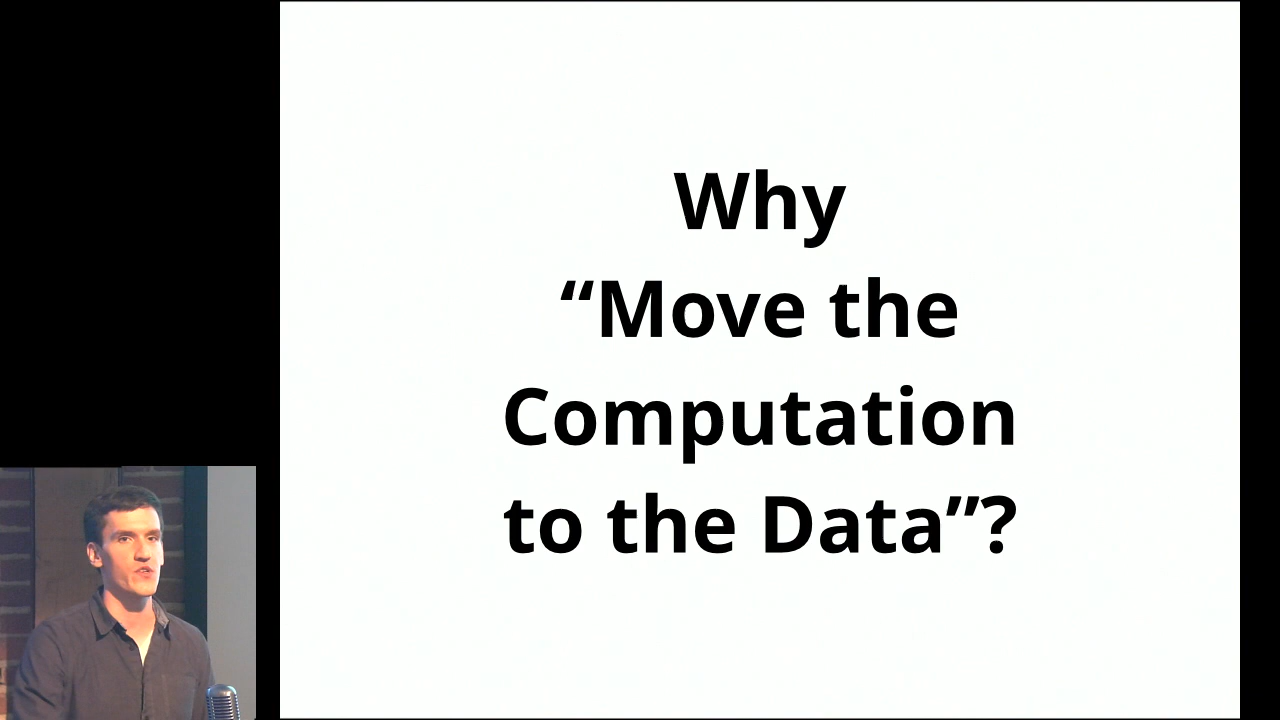 Why
“Move the
Computation
to the Data”?